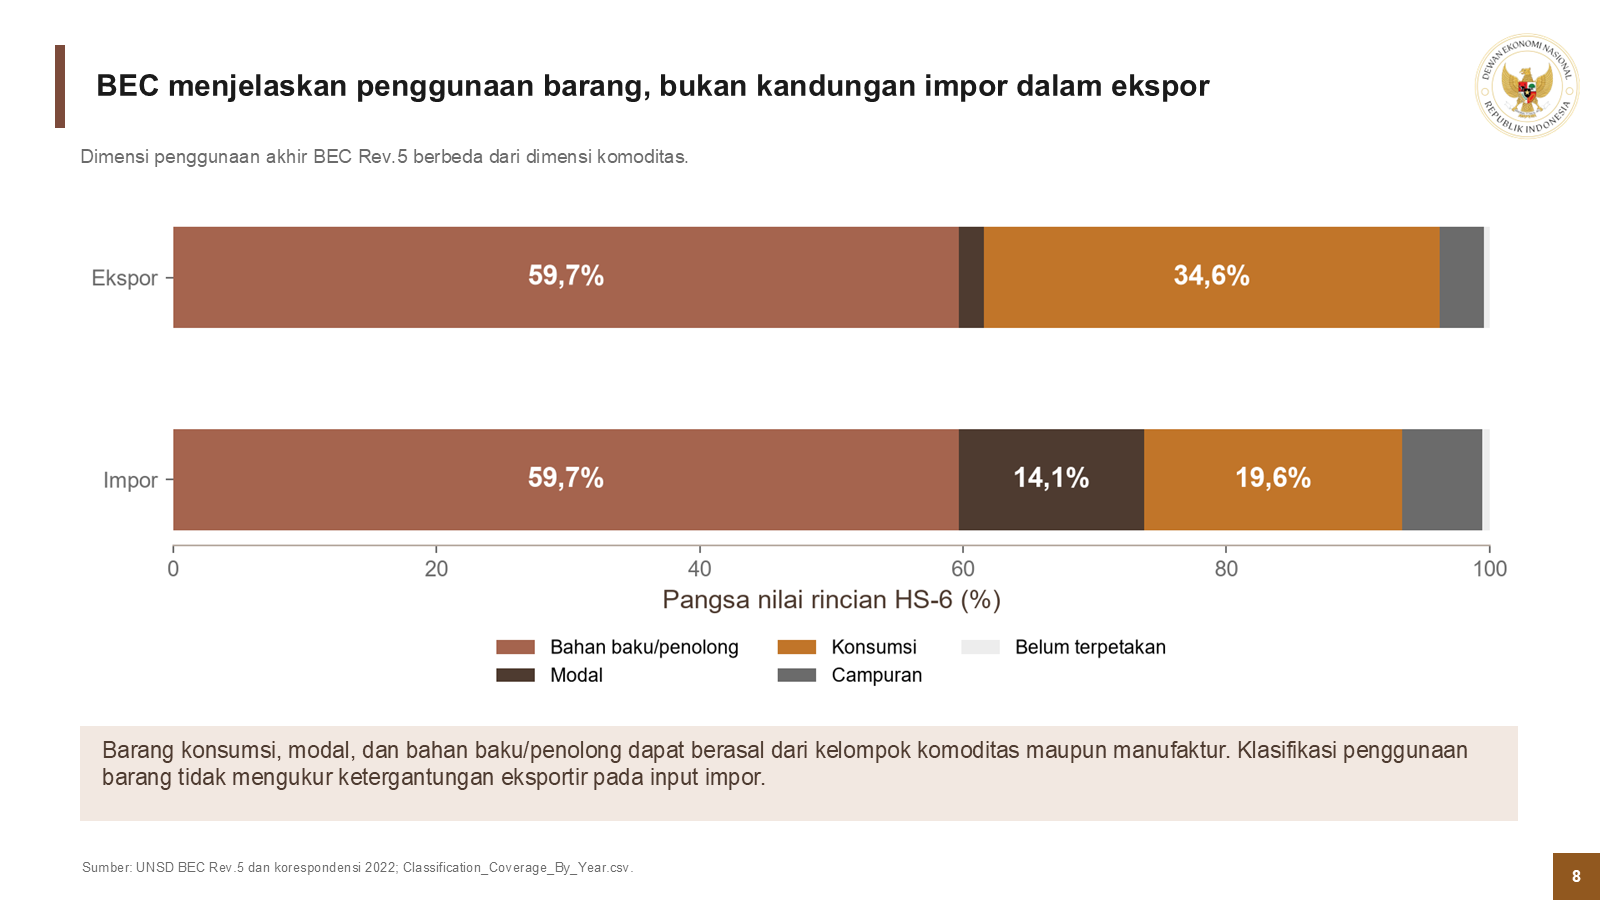 BEC menjelaskan penggunaan barang, bukan kandungan impor dalam ekspor
DEWAN EKONOMI NASIONAL
REPUBLIK INDONESIA
Dimensi penggunaan akhir BEC Rev.5 berbeda dari dimensi komoditas.
Ekspor
59,7%
34,6%
Impor
59,7%
14,1%
19,6%
0 20 40 60 80 100
Pangsa nilai rincian HS-6 (%)
Bahan baku/penolong Konsumsi Belum terpetakan
Modal Campuran
Barang konsumsi, modal, dan bahan baku/penolong dapat berasal dari kelompok komoditas maupun manufaktur. Klasifikasi penggunaan
barang tidak mengukur ketergantungan eksportir pada input impor.
Sumber: UNSD BEC Rev.5 dan korespondensi 2022; Classification_Coverage_By_Year.csv.
8